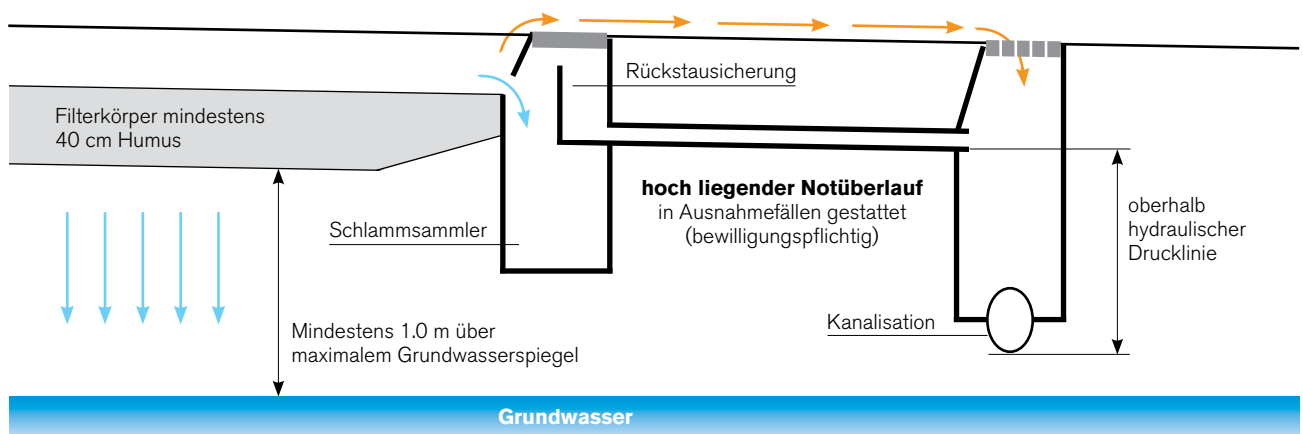 Rückstausicherung
Filterkörper mindestens
40 cm Humus
hoch liegender Notüberlauf
in Ausnahmefällen gestattet
(bewilligungspflichtig)
oberhalb
hydraulischer
Drucklinie
Schlammsammler
Kanalisation
Mindestens 1.0 m über
maximalem Grundwasserspiegel
Grundwasser